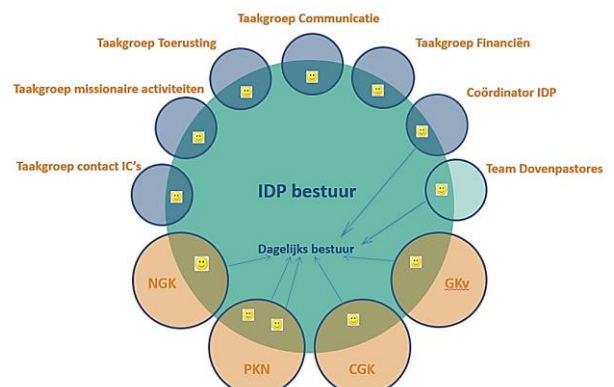 Taakgroep Communicatie
Taakgroep Toerusting
Taakgroep Financiën
Taakgroep missionaire activiteiten
Coördinator IDP
Taakgroep contact IC's
Team Dovenpastores
IDP bestuur
Dagelijks bestuur
NGK
GKv
PKN
CGK